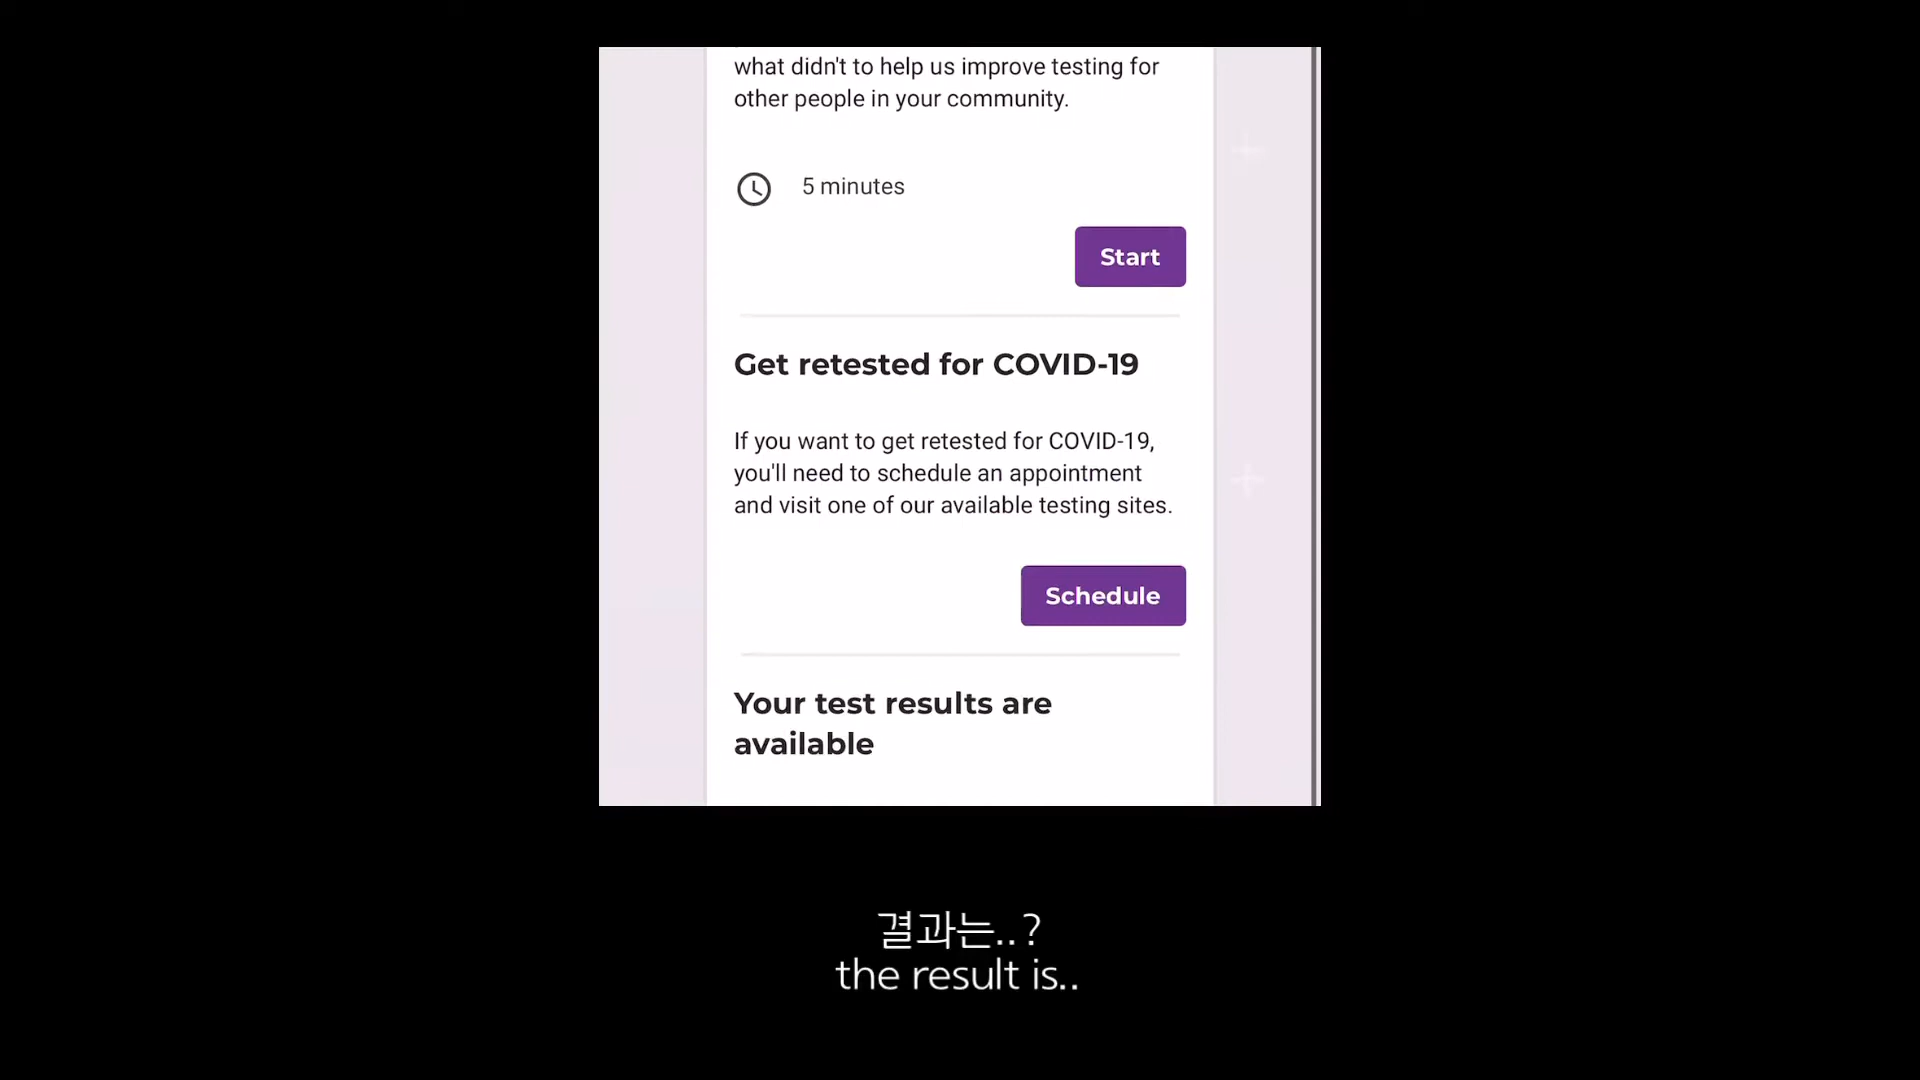 what didn't to help us improve testing for
other people in your community.
5 minutes
Start
Get retested for COVID-19
If you want to get retested for COVID-19,
you'll need to schedule an appointment
and visit one of our available testing sites.
Schedule
Your test results are
available
결과는..?
the result is..